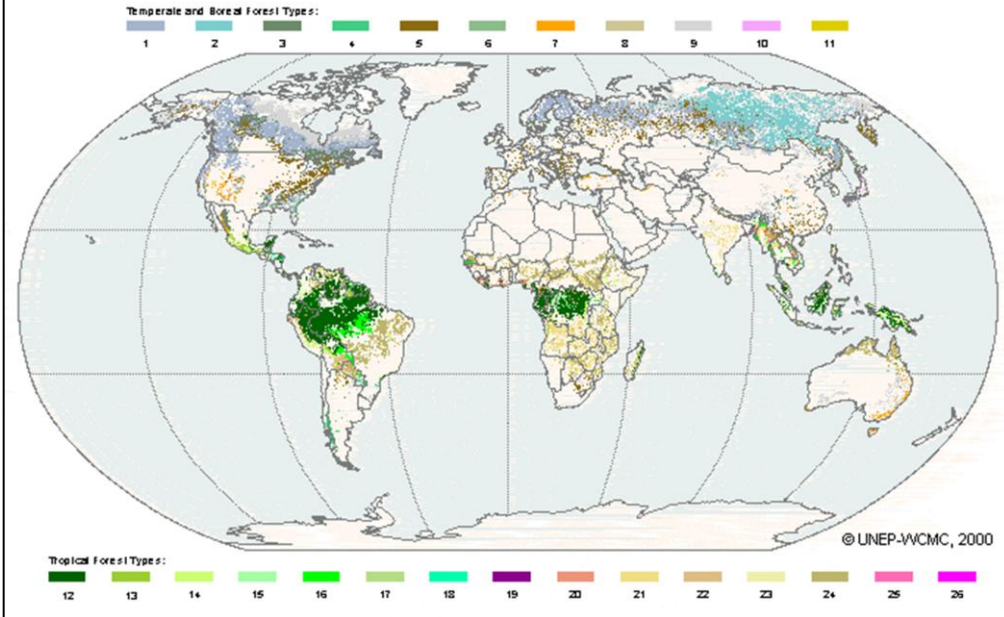 Temperate and Boreal Forest Types:
1 2 3 4 5 6 7 8 9 10 11
© UNEP-WCMC, 2000
Tropical Forest Types:
12 13 14 15 16 17 18 19 20 21 22 23 24 25 26